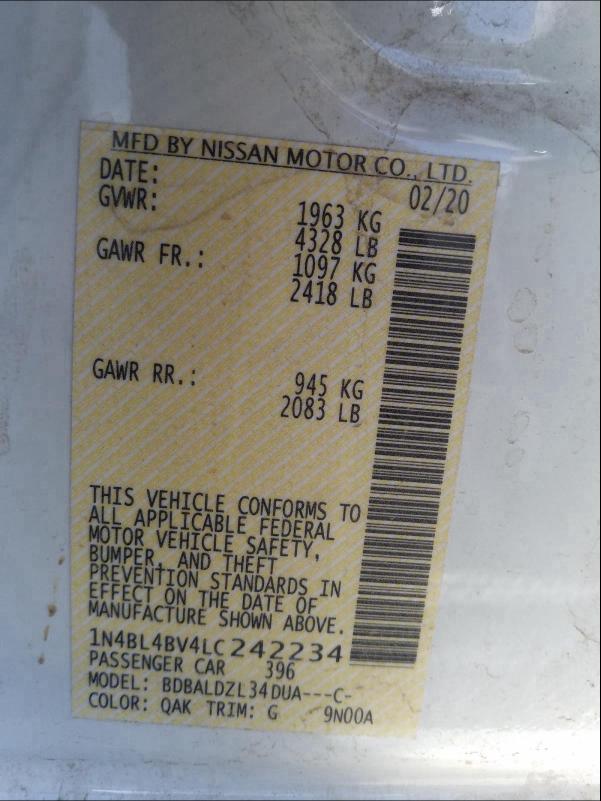 MFD BY NISSAN MOTOR CO., LTD.
DATE: 02/20
GVWR: 1963 KG
4328 LB
GAWR FR.: 1097 KG
2418 LB
GAWR RR.: 945 KG
2083 LB
THIS VEHICLE CONFORMS TO
ALL APPLICABLE FEDERAL
MOTOR VEHICLE SAFETY,
BUMPER, AND THEFT
PREVENTION STANDARDS IN
EFFECT ON THE DATE OF
MANUFACTURE SHOWN ABOVE.
1N4BL4BV4LC242234
PASSENGER CAR 396
MODEL: BDBALDZL34DUA---C-
COLOR: QAK TRIM: G 9N00A